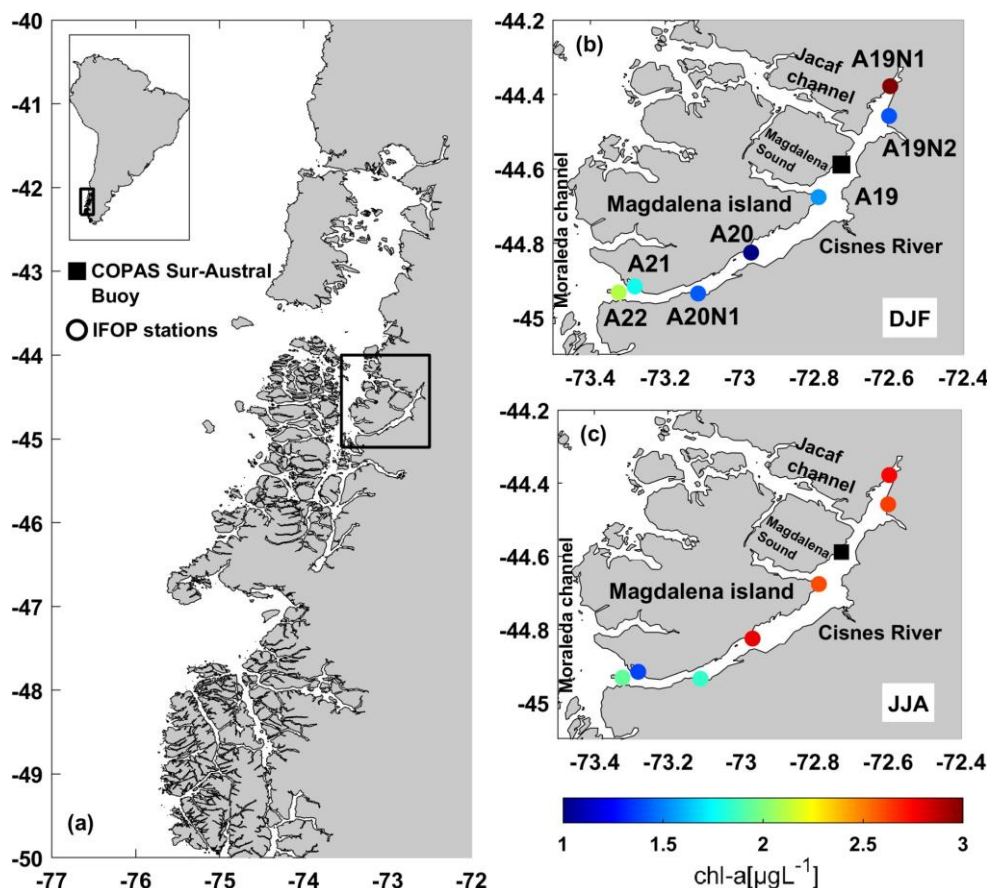 -40
-41
-42
-43
-44
-45
-46
-47
-48
-49
-50
-77 -76 -75 -74 -73 -72
COPAS Sur-Austral
Buoy
IFOP stations
(a)
-44.2
-44.4
-44.6
-44.8
-45
-73.4 -73.2 -73 -72.8 -72.6 -72.4
(b)
Jacaf
channel
A19N1
A19N2
Magdalena
Sound
A19
Magdalena island
A20
Cisnes River
Moraleda channel
A21
A22
A20N1
DJF
-44.2
-44.4
-44.6
-44.8
-45
-73.4 -73.2 -73 -72.8 -72.6 -72.4
(c)
Jacaf
channel
Magdalena
Sound
Magdalena island
Cisnes River
Moraleda channel
JJA
1 1.5 2 2.5 3
chl-a[µgL⁻¹]